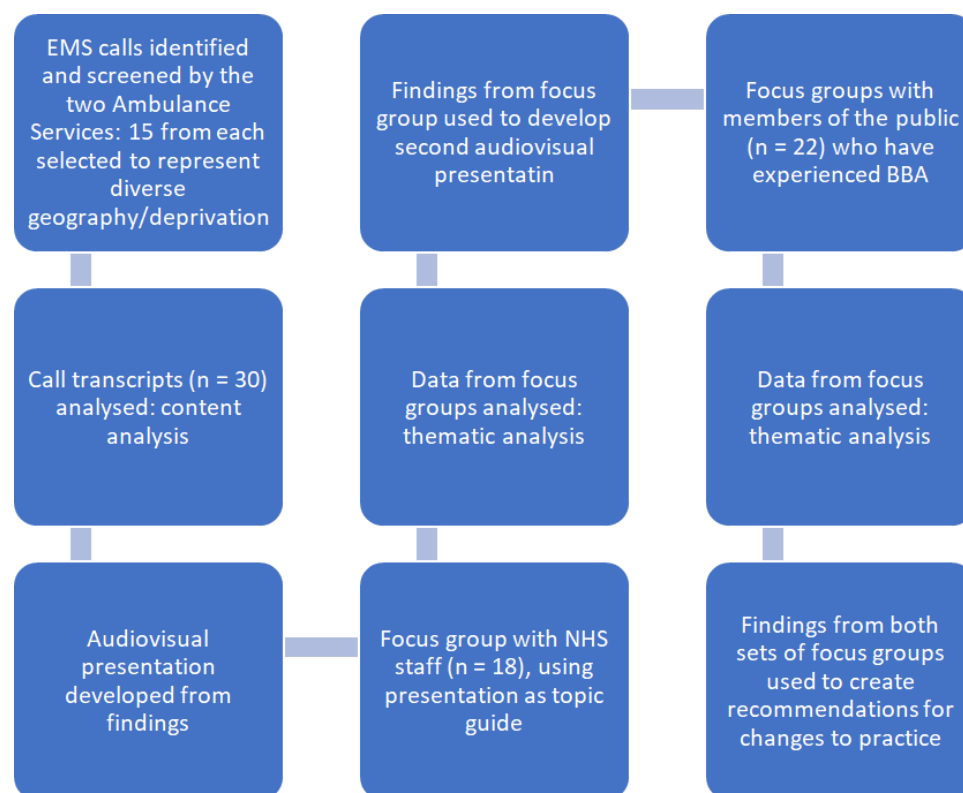 EMS calls identified
and screened by the
two Ambulance
Services: 15 from each
selected to represent
diverse
geography/deprivation
Call transcripts (n = 30)
analysed: content
analysis
Audiovisual
presentation
developed from
findings
Focus group with NHS
staff (n = 18), using
presentation as topic
guide
Data from focus
groups analysed:
thematic analysis
Findings from focus
group used to develop
second audiovisual
presentatin
Focus groups with
members of the public
(n = 22) who have
experienced BBA
Data from focus
groups analysed:
thematic analysis
Findings from both
sets of focus groups
used to create
recommendations for
changes to practice